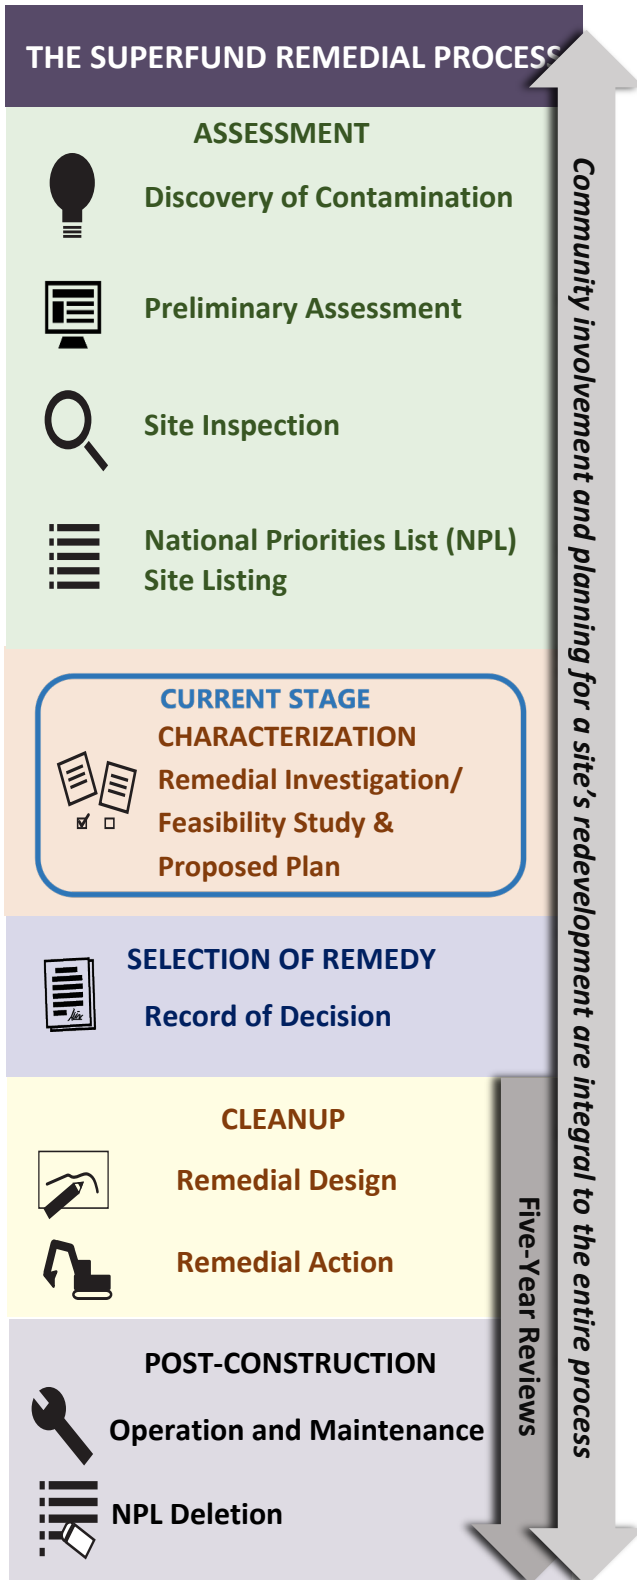 THE SUPERFUND REMEDIAL PROCESS
ASSESSMENT
Discovery of Contamination
Preliminary Assessment
Site Inspection
National Priorities List (NPL)
Site Listing
CURRENT STAGE
CHARACTERIZATION
Remedial Investigation/
Feasibility Study &
Proposed Plan
SELECTION OF REMEDY
Record of Decision
CLEANUP
Remedial Design
Remedial Action
POST-CONSTRUCTION
Operation and Maintenance
NPL Deletion
Five-Year Reviews
Community involvement and planning for a site’s redevelopment are integral to the entire process